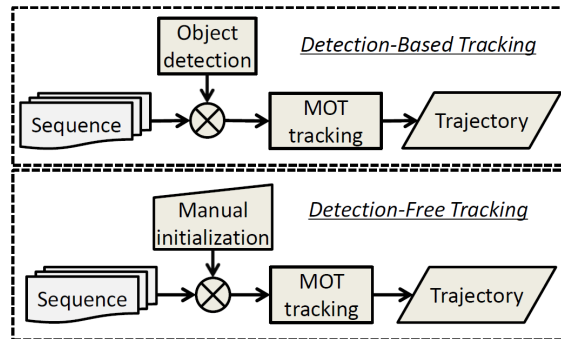 Object
detection
Detection-Based Tracking
Sequence
MOT
tracking
Trajectory
Manual
initialization
Detection-Free Tracking
Sequence
MOT
tracking
Trajectory